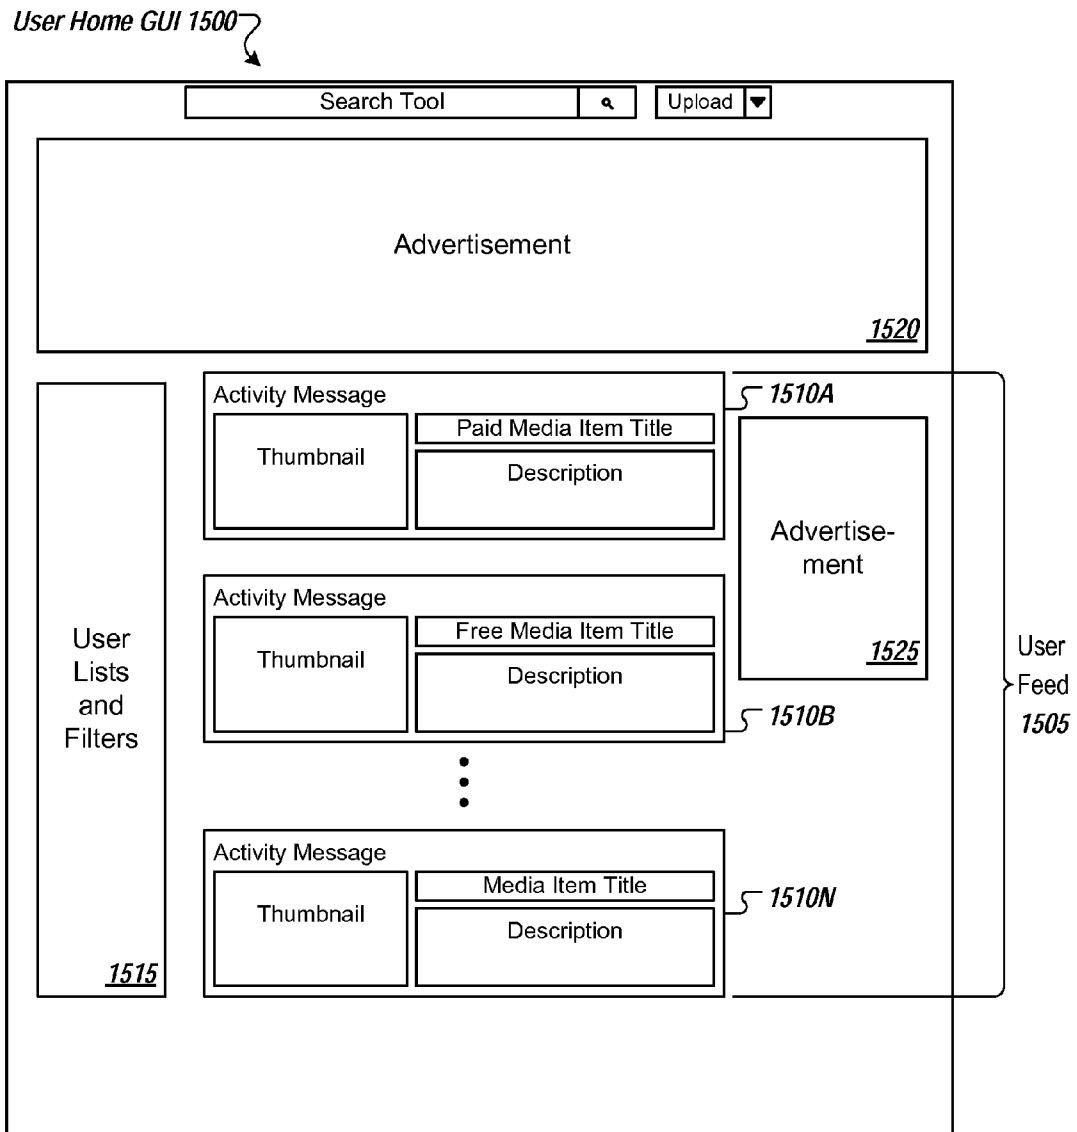 User Home GUI 1500
Search Tool
Upload
Advertisement
1520
Activity Message
1510A
Thumbnail
Paid Media Item Title
Description
Advertise-
ment
1525
Activity Message
Thumbnail
Free Media Item Title
Description
1510B
User
Lists
and
Filters
1515
User
Feed
1505
Activity Message
Thumbnail
Media Item Title
Description
1510N